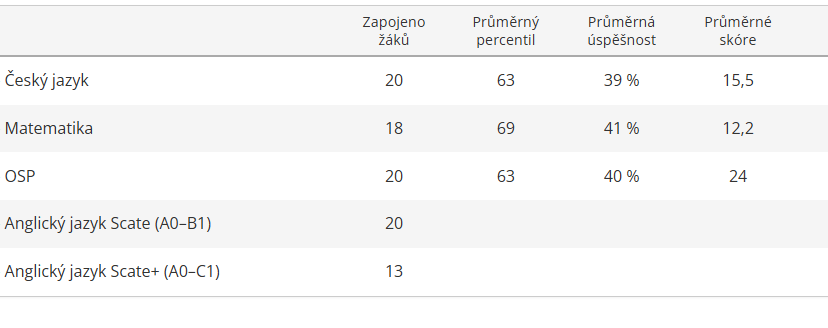 Zapojeno žáků Průměrný percentil Průměrná úspěšnost Průměrné skóre
Český jazyk 20 63 39 % 15,5
Matematika 18 69 41 % 12,2
OSP 20 63 40 % 24
Anglický jazyk Scate (A0–B1) 20
Anglický jazyk Scate+ (A0–C1) 13